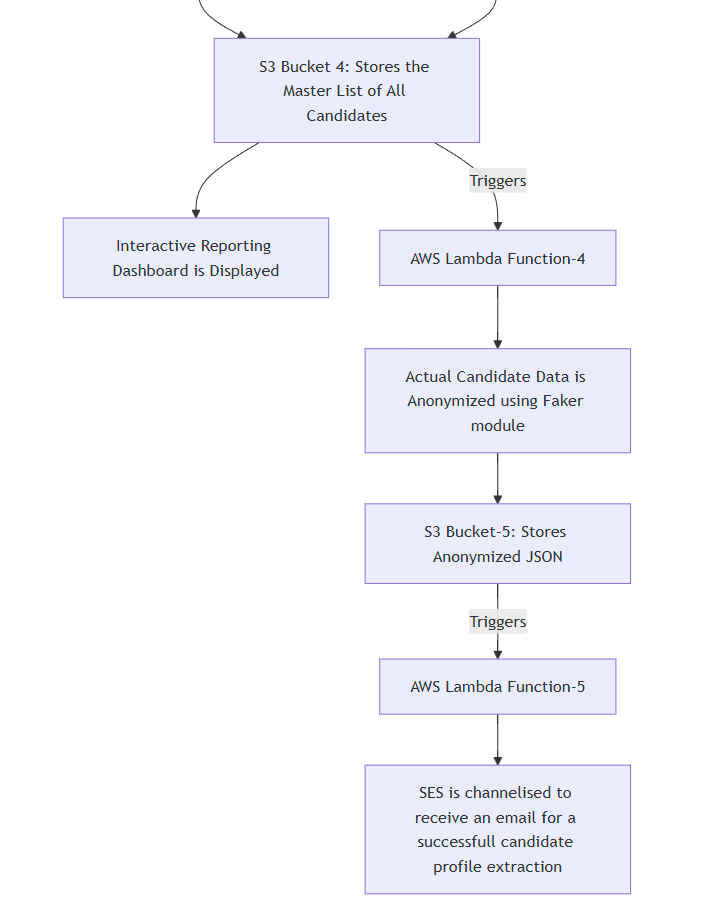 S3 Bucket 4: Stores the
Master List of All
Candidates
Triggers
Interactive Reporting
Dashboard is Displayed
AWS Lambda Function-4
Actual Candidate Data is
Anonymized using Faker
module
S3 Bucket-5: Stores
Anonymized JSON
Triggers
AWS Lambda Function-5
SES is channelised to
receive an email for a
successfull candidate
profile extraction